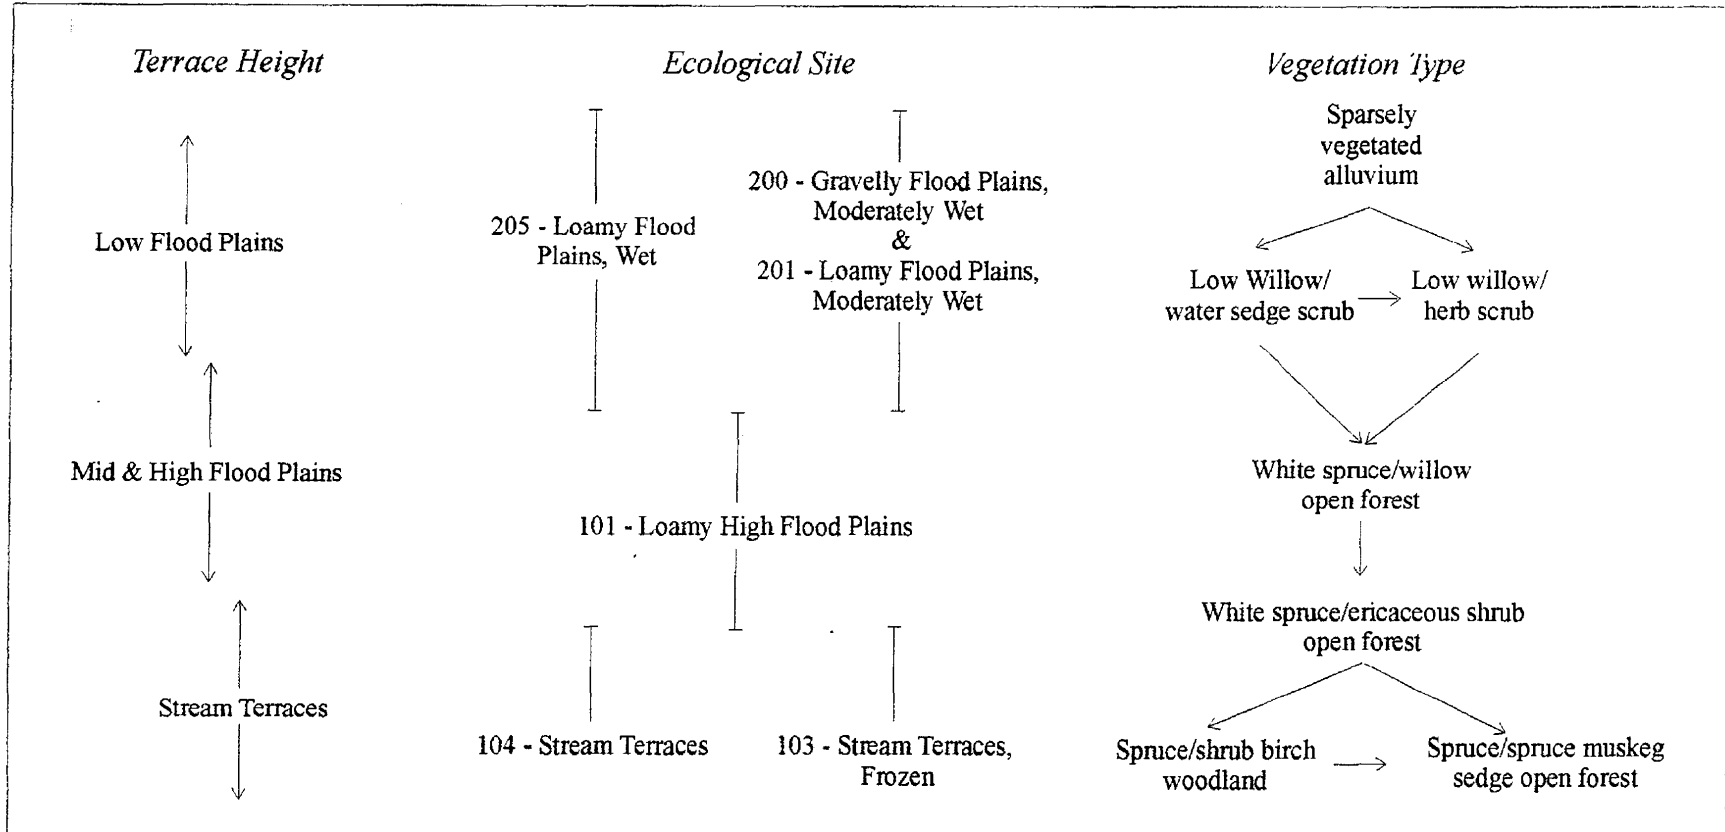 Terrace Height
Ecological Site
Vegetation Type
Low Flood Plains
Mid & High Flood Plains
Stream Terraces
205 - Loamy Flood
Plains, Wet
200 - Gravelly Flood Plains,
Moderately Wet
&
201 - Loamy Flood Plains,
Moderately Wet
101 - Loamy High Flood Plains
104 - Stream Terraces
103 - Stream Terraces,
Frozen
Sparsely
vegetated
alluvium
Low Willow/
water sedge scrub
Low willow/
herb scrub
White spruce/willow
open forest
White spruce/ericaceous shrub
open forest
Spruce/shrub birch
woodland
Spruce/spruce muskeg
sedge open forest